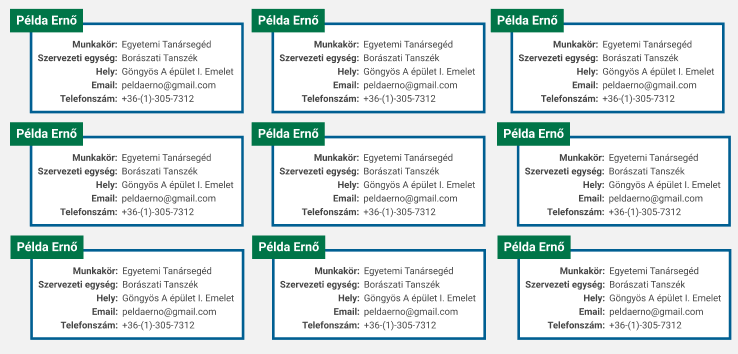 Példa Ernő
Munkakör: Egyetemi Tanársegéd
Szervezeti egység: Borászati Tanszék
Hely: Göngyös A épület I. Emelet
Email: peldaerno@gmail.com
Telefonszám: +36-(1)-305-7312
Példa Ernő
Munkakör: Egyetemi Tanársegéd
Szervezeti egység: Borászati Tanszék
Hely: Göngyös A épület I. Emelet
Email: peldaerno@gmail.com
Telefonszám: +36-(1)-305-7312
Példa Ernő
Munkakör: Egyetemi Tanársegéd
Szervezeti egység: Borászati Tanszék
Hely: Göngyös A épület I. Emelet
Email: peldaerno@gmail.com
Telefonszám: +36-(1)-305-7312
Példa Ernő
Munkakör: Egyetemi Tanársegéd
Szervezeti egység: Borászati Tanszék
Hely: Göngyös A épület I. Emelet
Email: peldaerno@gmail.com
Telefonszám: +36-(1)-305-7312
Példa Ernő
Munkakör: Egyetemi Tanársegéd
Szervezeti egység: Borászati Tanszék
Hely: Göngyös A épület I. Emelet
Email: peldaerno@gmail.com
Telefonszám: +36-(1)-305-7312
Példa Ernő
Munkakör: Egyetemi Tanársegéd
Szervezeti egység: Borászati Tanszék
Hely: Göngyös A épület I. Emelet
Email: peldaerno@gmail.com
Telefonszám: +36-(1)-305-7312
Példa Ernő
Munkakör: Egyetemi Tanársegéd
Szervezeti egység: Borászati Tanszék
Hely: Göngyös A épület I. Emelet
Email: peldaerno@gmail.com
Telefonszám: +36-(1)-305-7312
Példa Ernő
Munkakör: Egyetemi Tanársegéd
Szervezeti egység: Borászati Tanszék
Hely: Göngyös A épület I. Emelet
Email: peldaerno@gmail.com
Telefonszám: +36-(1)-305-7312
Példa Ernő
Munkakör: Egyetemi Tanársegéd
Szervezeti egység: Borászati Tanszék
Hely: Göngyös A épület I. Emelet
Email: peldaerno@gmail.com
Telefonszám: +36-(1)-305-7312